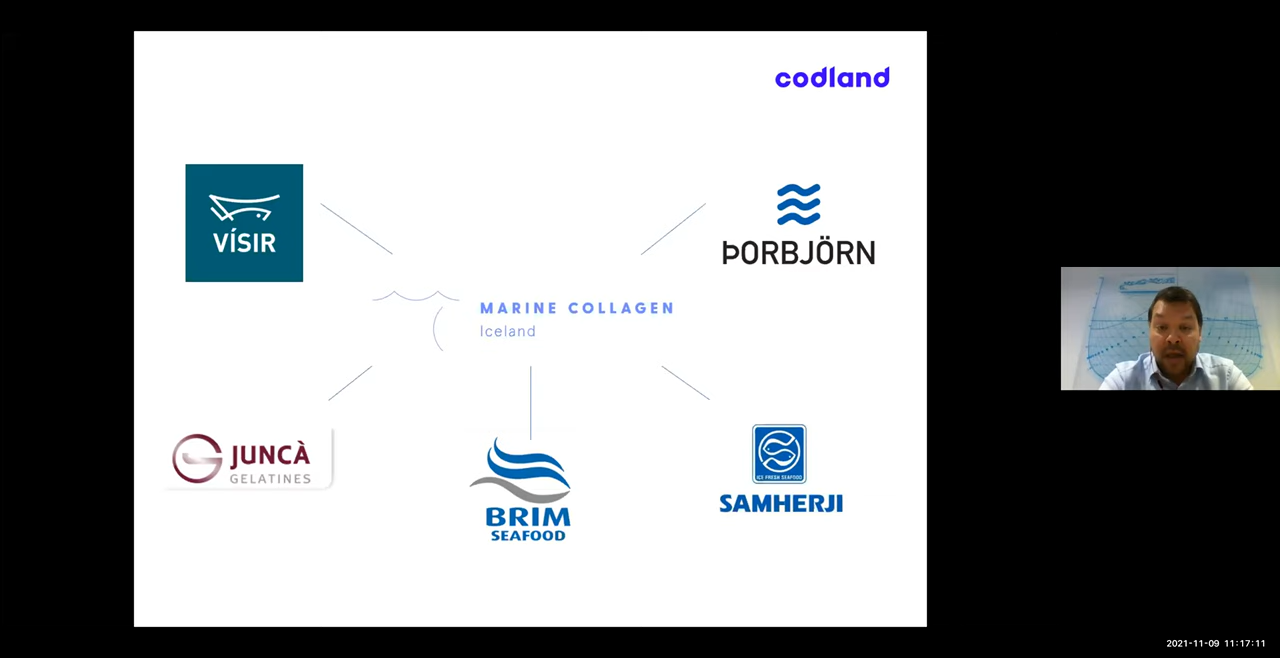 codland
VÍSIR
ÞORBJÖRN
MARINE COLLAGEN
Iceland
JUNCÀ
GELATINES
BRIM
SEAFOOD
ICE FRESH SEAFOOD
SAMHERJI
2021-11-09 11:17:11